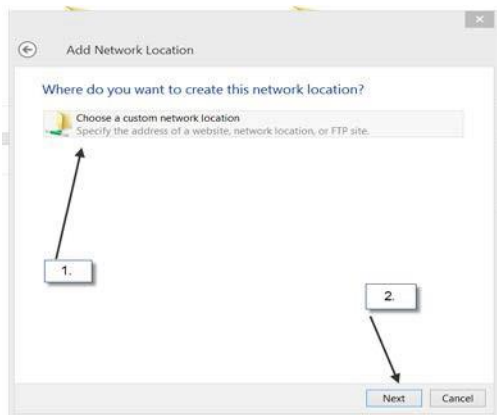 Add Network Location
Where do you want to create this network location?
Choose a custom network location
Specify the address of a website, network location, or FTP site.
1.
2.
Next Cancel